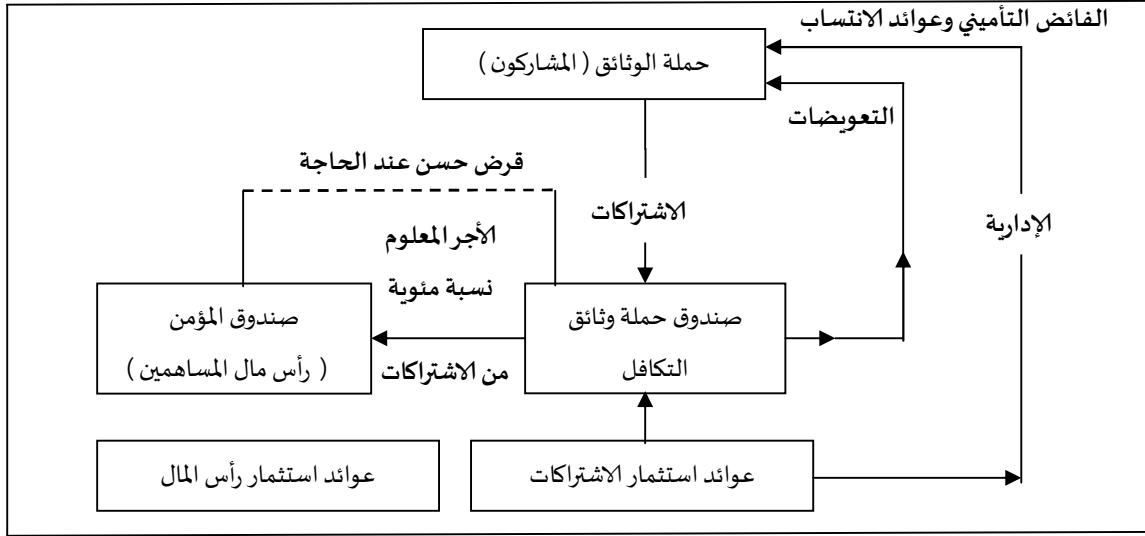 الفائض التأميني وعوائد الانتساب
حملة الوثائق ( المشاركون )
التعويضات
قرض حسن عند الحاجة
الاشتراكات
الإدارية
الأجر المعلوم
نسبة مئوية
صندوق المؤمن
( رأس مال المساهمين )
من الاشتراكات
صندوق حملة وثائق
التكافل
عوائد استثمار الاشتراكات
عوائد استثمار رأس المال